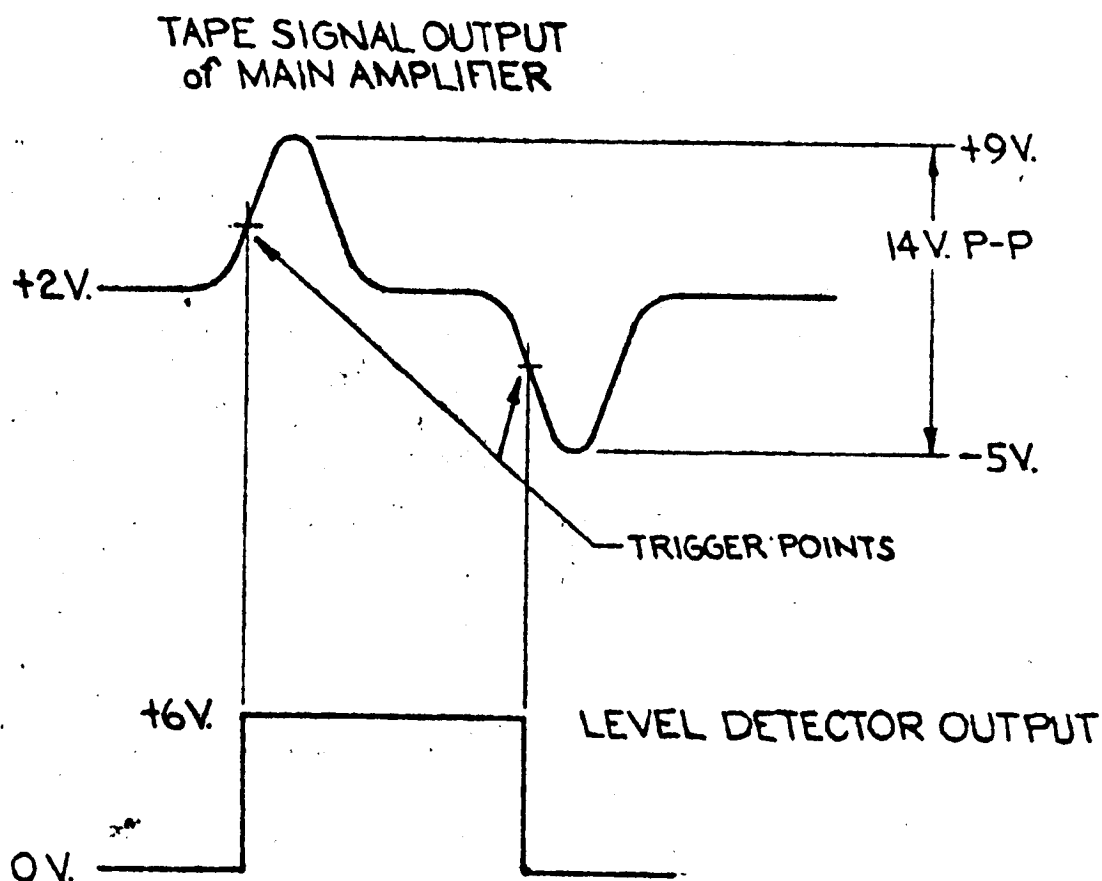 TAPE SIGNAL OUTPUT
of MAIN AMPLIFIER
+9V.
14V. P-P
+2V.
-5V.
TRIGGER POINTS
+6V.
LEVEL DETECTOR OUTPUT
0V.